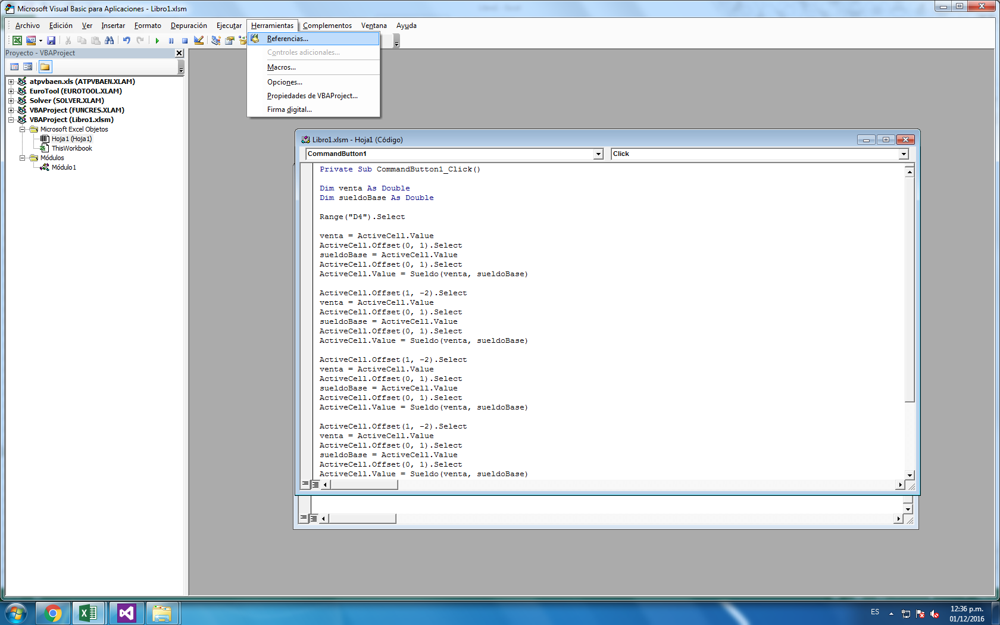 Microsoft Visual Basic para Aplicaciones - Libro1.xlsm
Archivo Edición Ver Insertar Formato Depuración Ejecutar Herramientas Complementos Ventana Ayuda
Referencias...
Controles adicionales...
Macros...
Opciones...
Propiedades de VBAProject...
Firma digital...
Proyecto - VBAProject
atpvbaen.xls (ATPVBAEN.XLAM)
EuroTool (EUROTOOL.XLAM)
Solver (SOLVER.XLAM)
VBAProject (FUNCRES.XLAM)
VBAProject (Libro1.xlsm)
Microsoft Excel Objetos
Hoja1 (Hoja1)
ThisWorkbook
Módulos
Módulo1
Libro1.xlsm - Hoja1 (Código)
CommandButton1 Click
Private Sub CommandButton1_Click()
Dim venta As Double
Dim sueldoBase As Double
Range("D4").Select
venta = ActiveCell.Value
ActiveCell.Offset(0, 1).Select
sueldoBase = ActiveCell.Value
ActiveCell.Offset(0, 1).Select
ActiveCell.Value = Sueldo(venta, sueldoBase)
ActiveCell.Offset(1, -2).Select
venta = ActiveCell.Value
ActiveCell.Offset(0, 1).Select
sueldoBase = ActiveCell.Value
ActiveCell.Offset(0, 1).Select
ActiveCell.Value = Sueldo(venta, sueldoBase)
ActiveCell.Offset(1, -2).Select
venta = ActiveCell.Value
ActiveCell.Offset(0, 1).Select
sueldoBase = ActiveCell.Value
ActiveCell.Offset(0, 1).Select
ActiveCell.Value = Sueldo(venta, sueldoBase)
ActiveCell.Offset(1, -2).Select
venta = ActiveCell.Value
ActiveCell.Offset(0, 1).Select
sueldoBase = ActiveCell.Value
ActiveCell.Offset(0, 1).Select
ActiveCell.Value = Sueldo(venta, sueldoBase)
ES
12:36 p.m.
01/12/2016